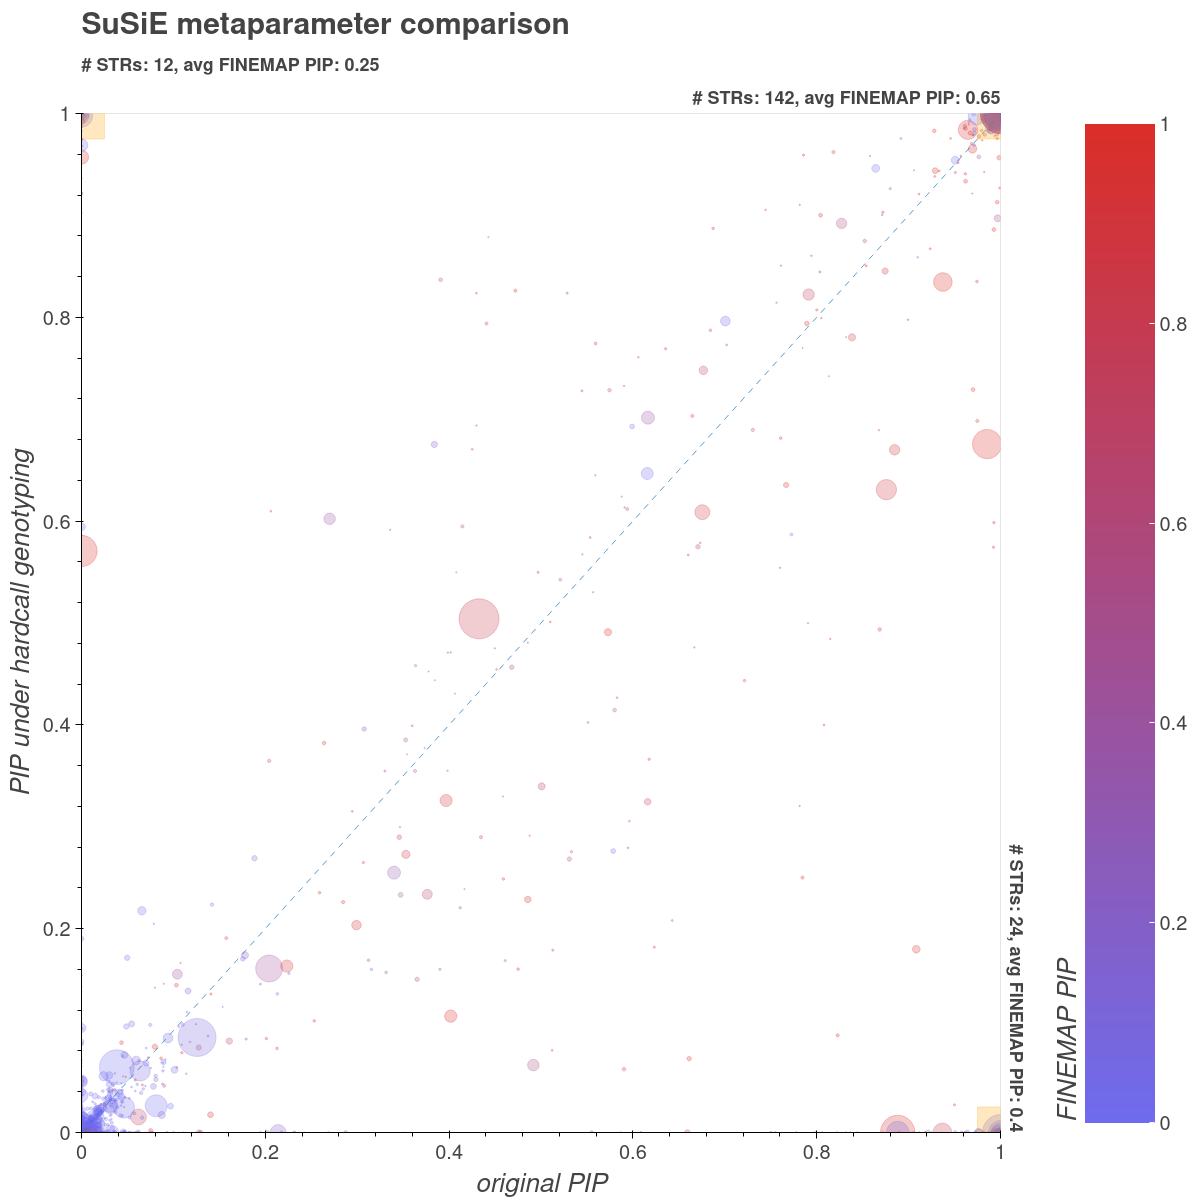 SuSiE metaparameter comparison
# STRs: 12, avg FINEMAP PIP: 0.25
# STRs: 142, avg FINEMAP PIP: 0.65
1
0.8
0.6
0.4
0.2
0
PIP under hardcall genotyping
0
0.2
0.4
0.6
0.8
1
original PIP
# STRs: 24, avg FINEMAP PIP: 0.4
FINEMAP PIP
1
0.8
0.6
0.4
0.2
0